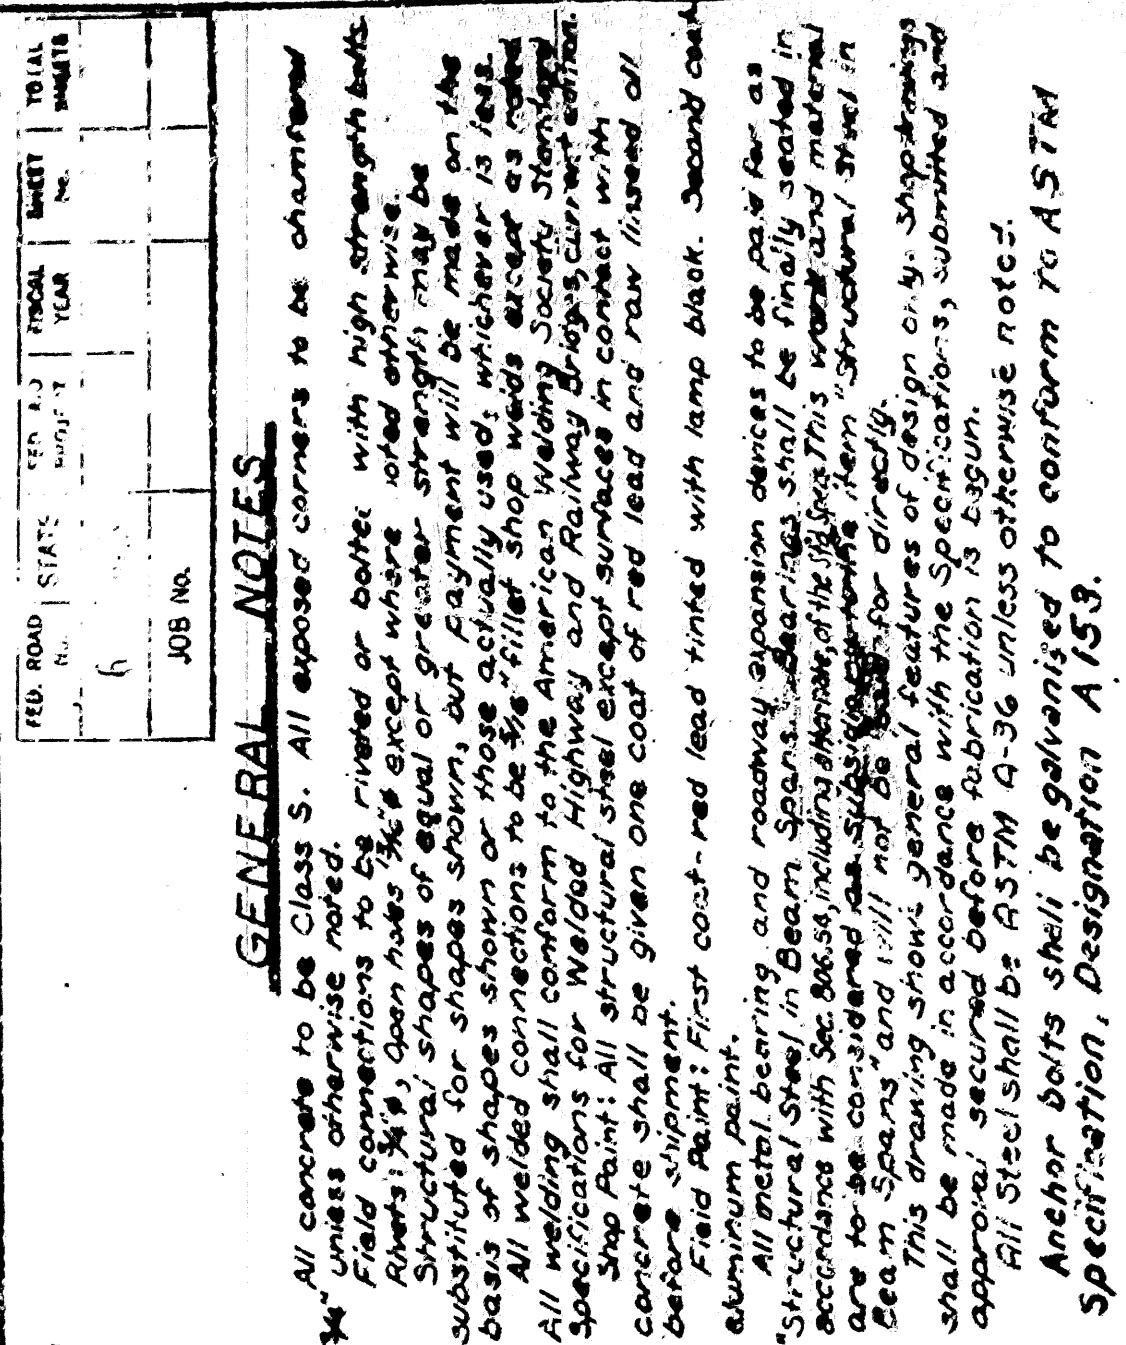 FED. ROAD No. STATE FED. AID PROJECT FISCAL YEAR SHEET No. TOTAL SHEETS
6
JOB No.
GENERAL NOTES
All concrete to be Class S. All exposed corners to be chamfered
3/4" unless otherwise noted.
Field connections to be riveted or bolted with high strength bolts.
Rivets: 3/4"ø, Open holes 13/16"ø except where noted otherwise.
Structural shapes of equal or greater strength may be
substituted for shapes shown, but payment will be made on the
basis of shapes shown or those actually used, whichever is less.
All welded connections to be 5/16" fillet shop welds except as noted
All welding shall conform to the American Welding Society Standard
Specifications for Welded Highway and Railway Bridges, current edition.
Shop Paint: All structural steel except surfaces in contact with
concrete shall be given one coat of red lead and raw linseed oil
before shipment.
Field Paint: First coat - red lead tinted with lamp black. Second coat
aluminum paint.
All metal bearing and roadway expansion devices to be paid for as
"Structural Steel in Beam Spans. Bearings shall be finally seated in
accordance with Sec. 806.54, including alternate, of the Std. Spec. This work and material
are to be considered as subsidiary to the item "Structural Steel in
Beam Spans" and will not be paid for directly.
This drawing shows general features of design only. Shop drawings
shall be made in accordance with the Specifications, submitted and
approval secured before fabrication is begun.
All Steel shall be ASTM A-36 unless otherwise noted.
Anchor bolts shall be galvanized to conform to ASTM
Specification, Designation A 153.